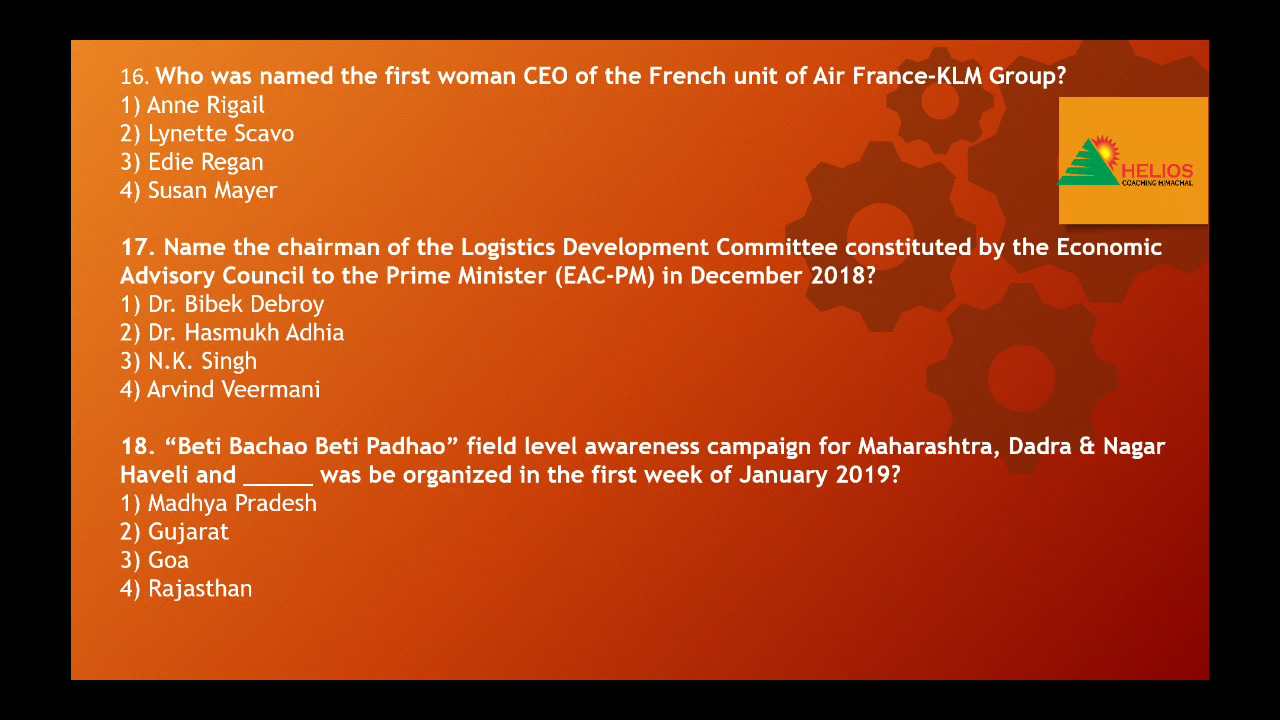 16. Who was named the first woman CEO of the French unit of Air France-KLM Group?
1) Anne Rigail
2) Lynette Scavo
3) Edie Regan
4) Susan Mayer
HELIOS
COACHING HIMACHAL
17. Name the chairman of the Logistics Development Committee constituted by the Economic
Advisory Council to the Prime Minister (EAC-PM) in December 2018?
1) Dr. Bibek Debroy
2) Dr. Hasmukh Adhia
3) N.K. Singh
4) Arvind Veermani
18. “Beti Bachao Beti Padhao” field level awareness campaign for Maharashtra, Dadra & Nagar
Haveli and _____ was be organized in the first week of January 2019?
1) Madhya Pradesh
2) Gujarat
3) Goa
4) Rajasthan